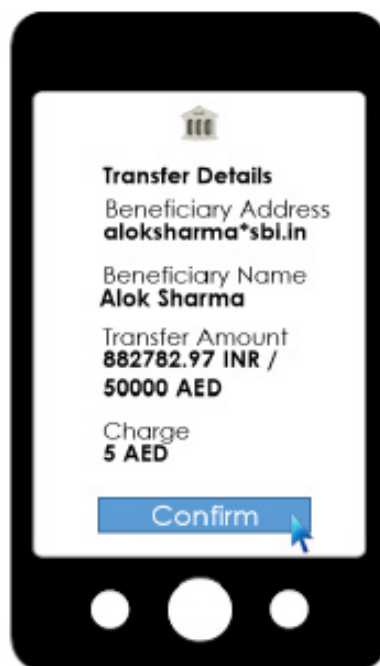 Transfer Details
Beneficiary Address
aloksharma*sbi.in
Beneficiary Name
Alok Sharma
Transfer Amount
882782.97 INR /
50000 AED
Charge
5 AED
Confirm